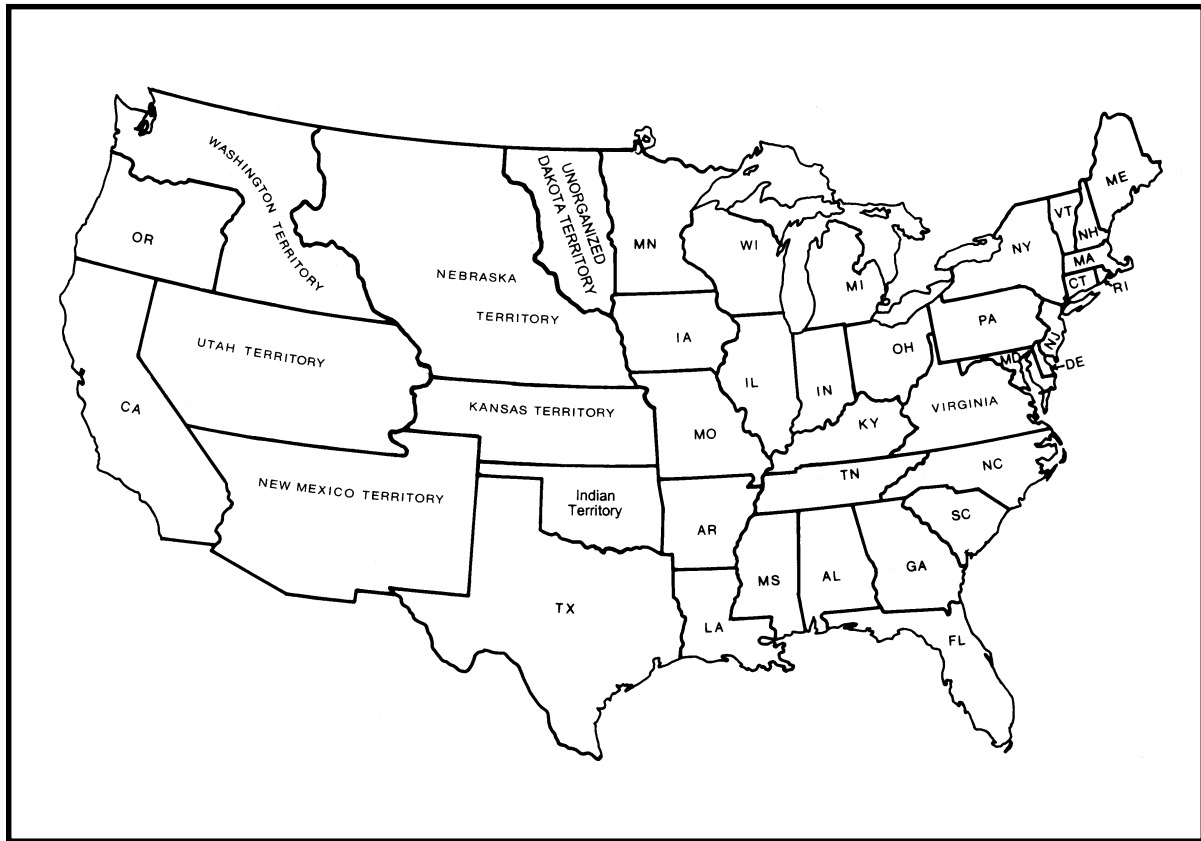 WASHINGTON TERRITORY
UNORGANIZED
DAKOTA TERRITORY
ME
VT
NH
OR
MN
WI
NY
MA
CT
RI
NEBRASKA
TERRITORY
MI
PA
NJ
UTAH TERRITORY
IA
OH
MD
DE
IL
IN
CA
KANSAS TERRITORY
VIRGINIA
MO
KY
NC
TN
NEW MEXICO TERRITORY
Indian
Territory
SC
AR
GA
MS
AL
TX
LA
FL